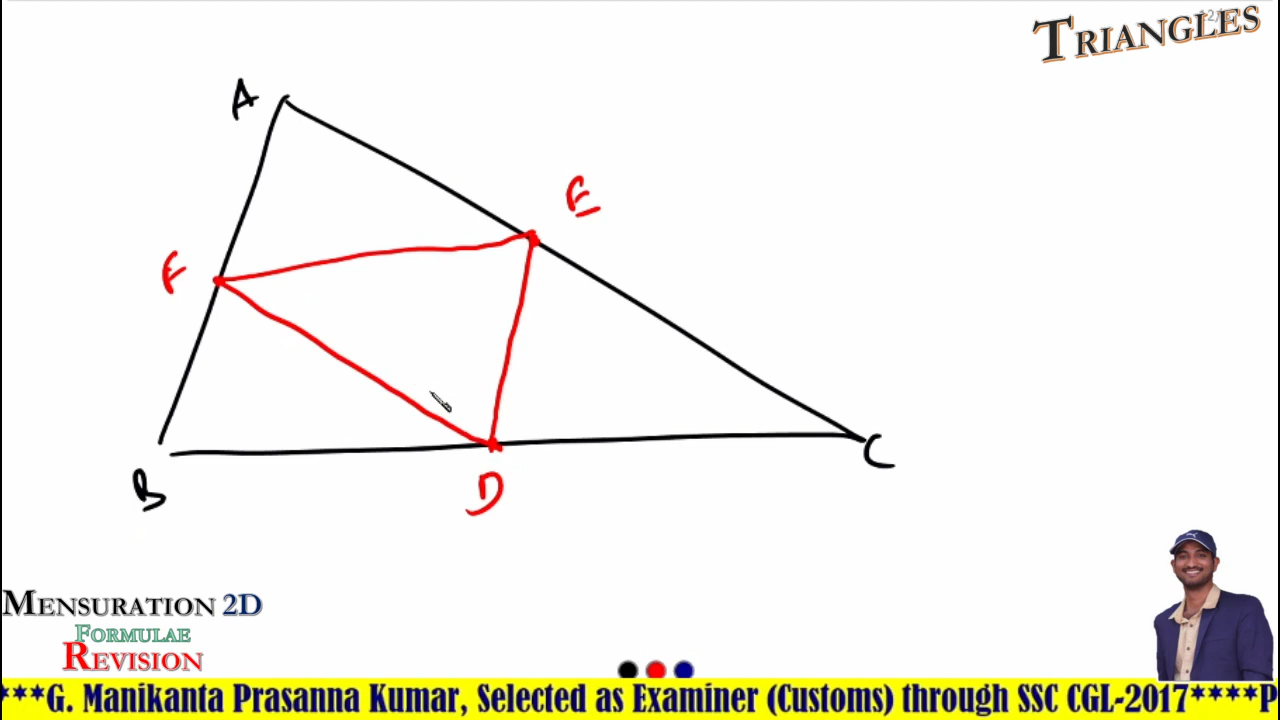 TRIANGLES
A
E
F
B
D
C
MENSURATION 2D
FORMULAE
REVISION
***G. Manikanta Prasanna Kumar, Selected as Examiner (Customs) through SSC CGL-2017****P